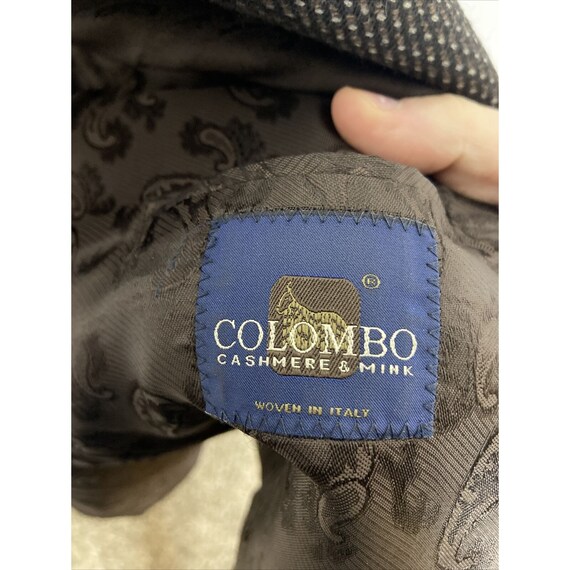 ®
COLOMBO
CASHMERE & MINK
WOVEN IN ITALY